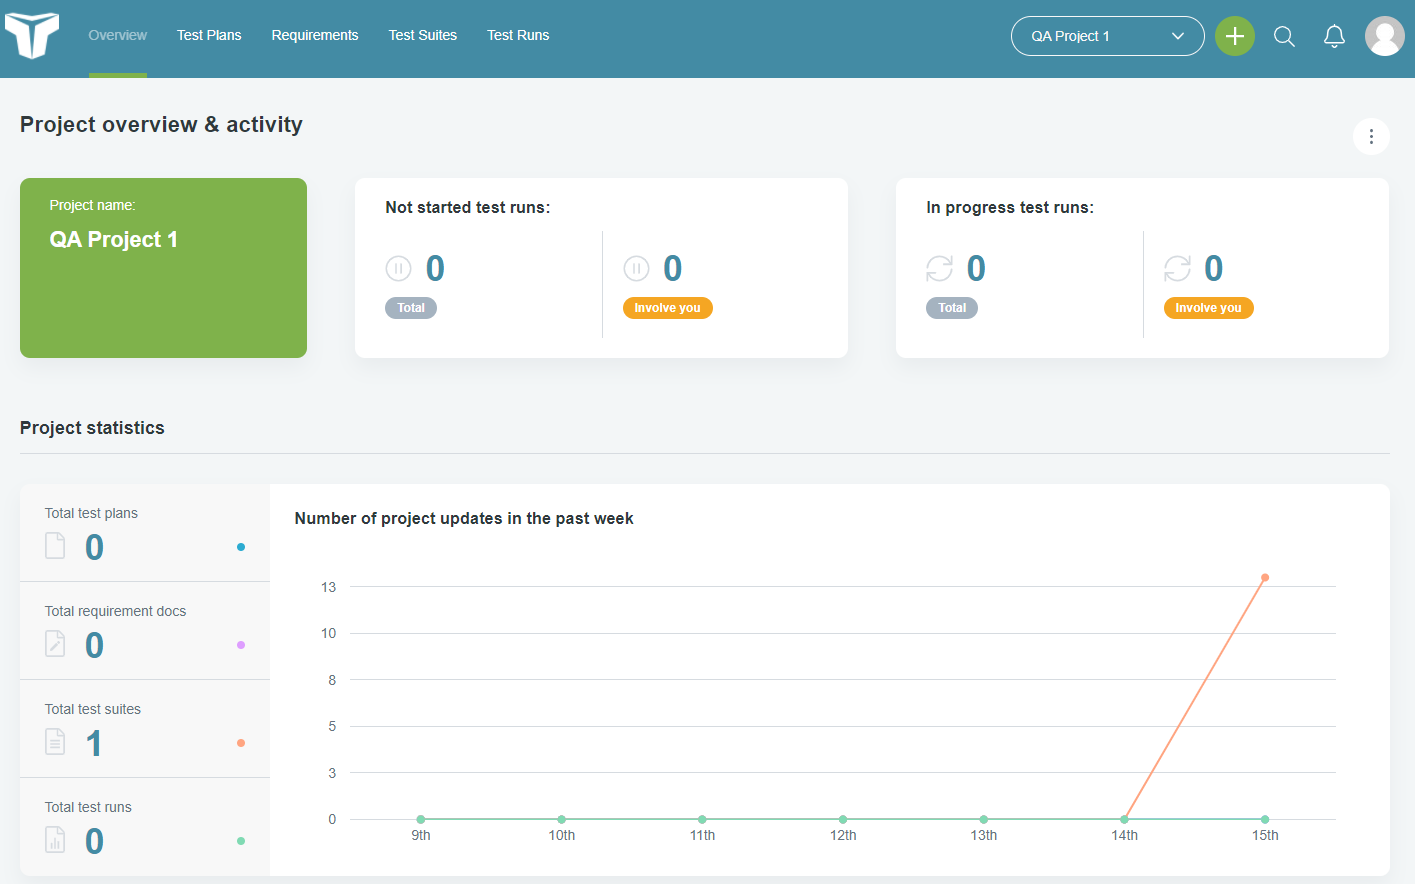 Overview Test Plans Requirements Test Suites Test Runs QA Project 1
Project overview & activity
Project name:
QA Project 1
Not started test runs:
0 0
Total Involve you
In progress test runs:
0 0
Total Involve you
Project statistics
Total test plans
0
Total requirement docs
0
Total test suites
1
Total test runs
0
Number of project updates in the past week
13
10
8
5
3
0
9th 10th 11th 12th 13th 14th 15th